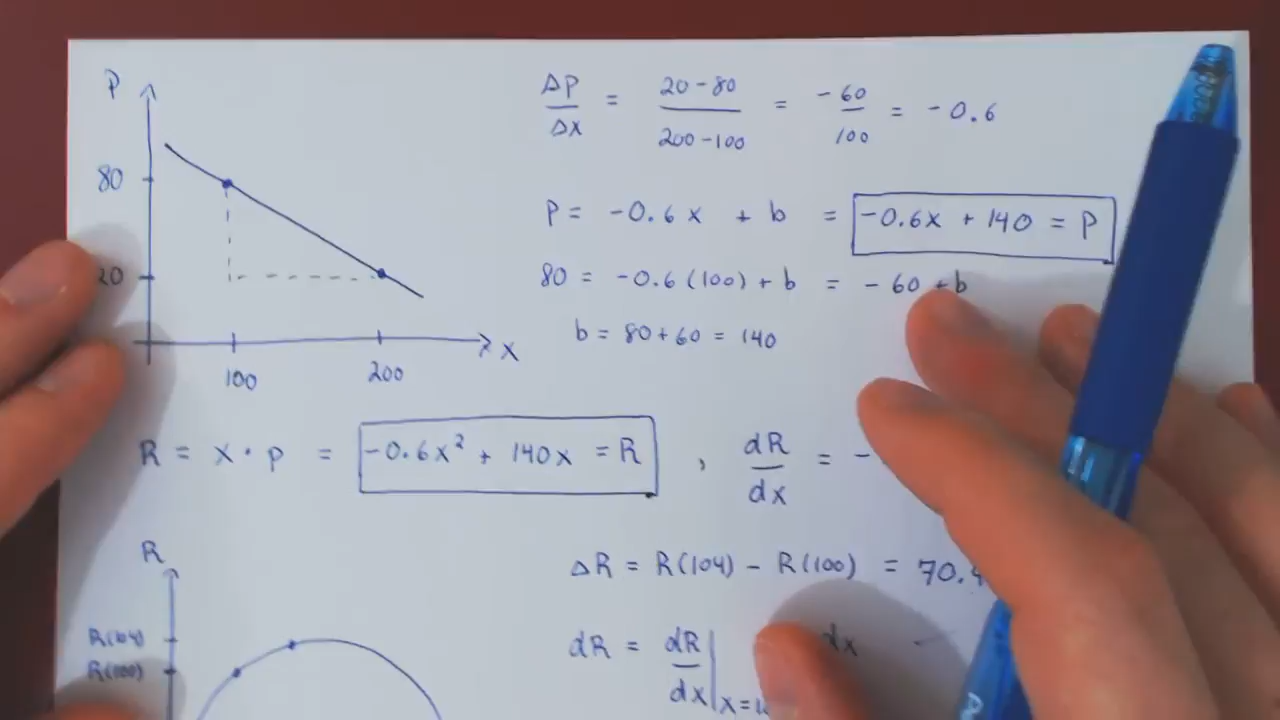 P
80
20
100
200
x
ΔP/Δx = (20-80)/(200-100) = -60/100 = -0.6
P = -0.6x + b = -0.6x + 140 = P
80 = -0.6(100) + b = -60 + b
b = 80+60 = 140
R = x · p = -0.6x² + 140x = R , dR/dx = -
R
R(104)
R(100)
ΔR = R(104) - R(100) = 70.4
dR = dR/dx | dx